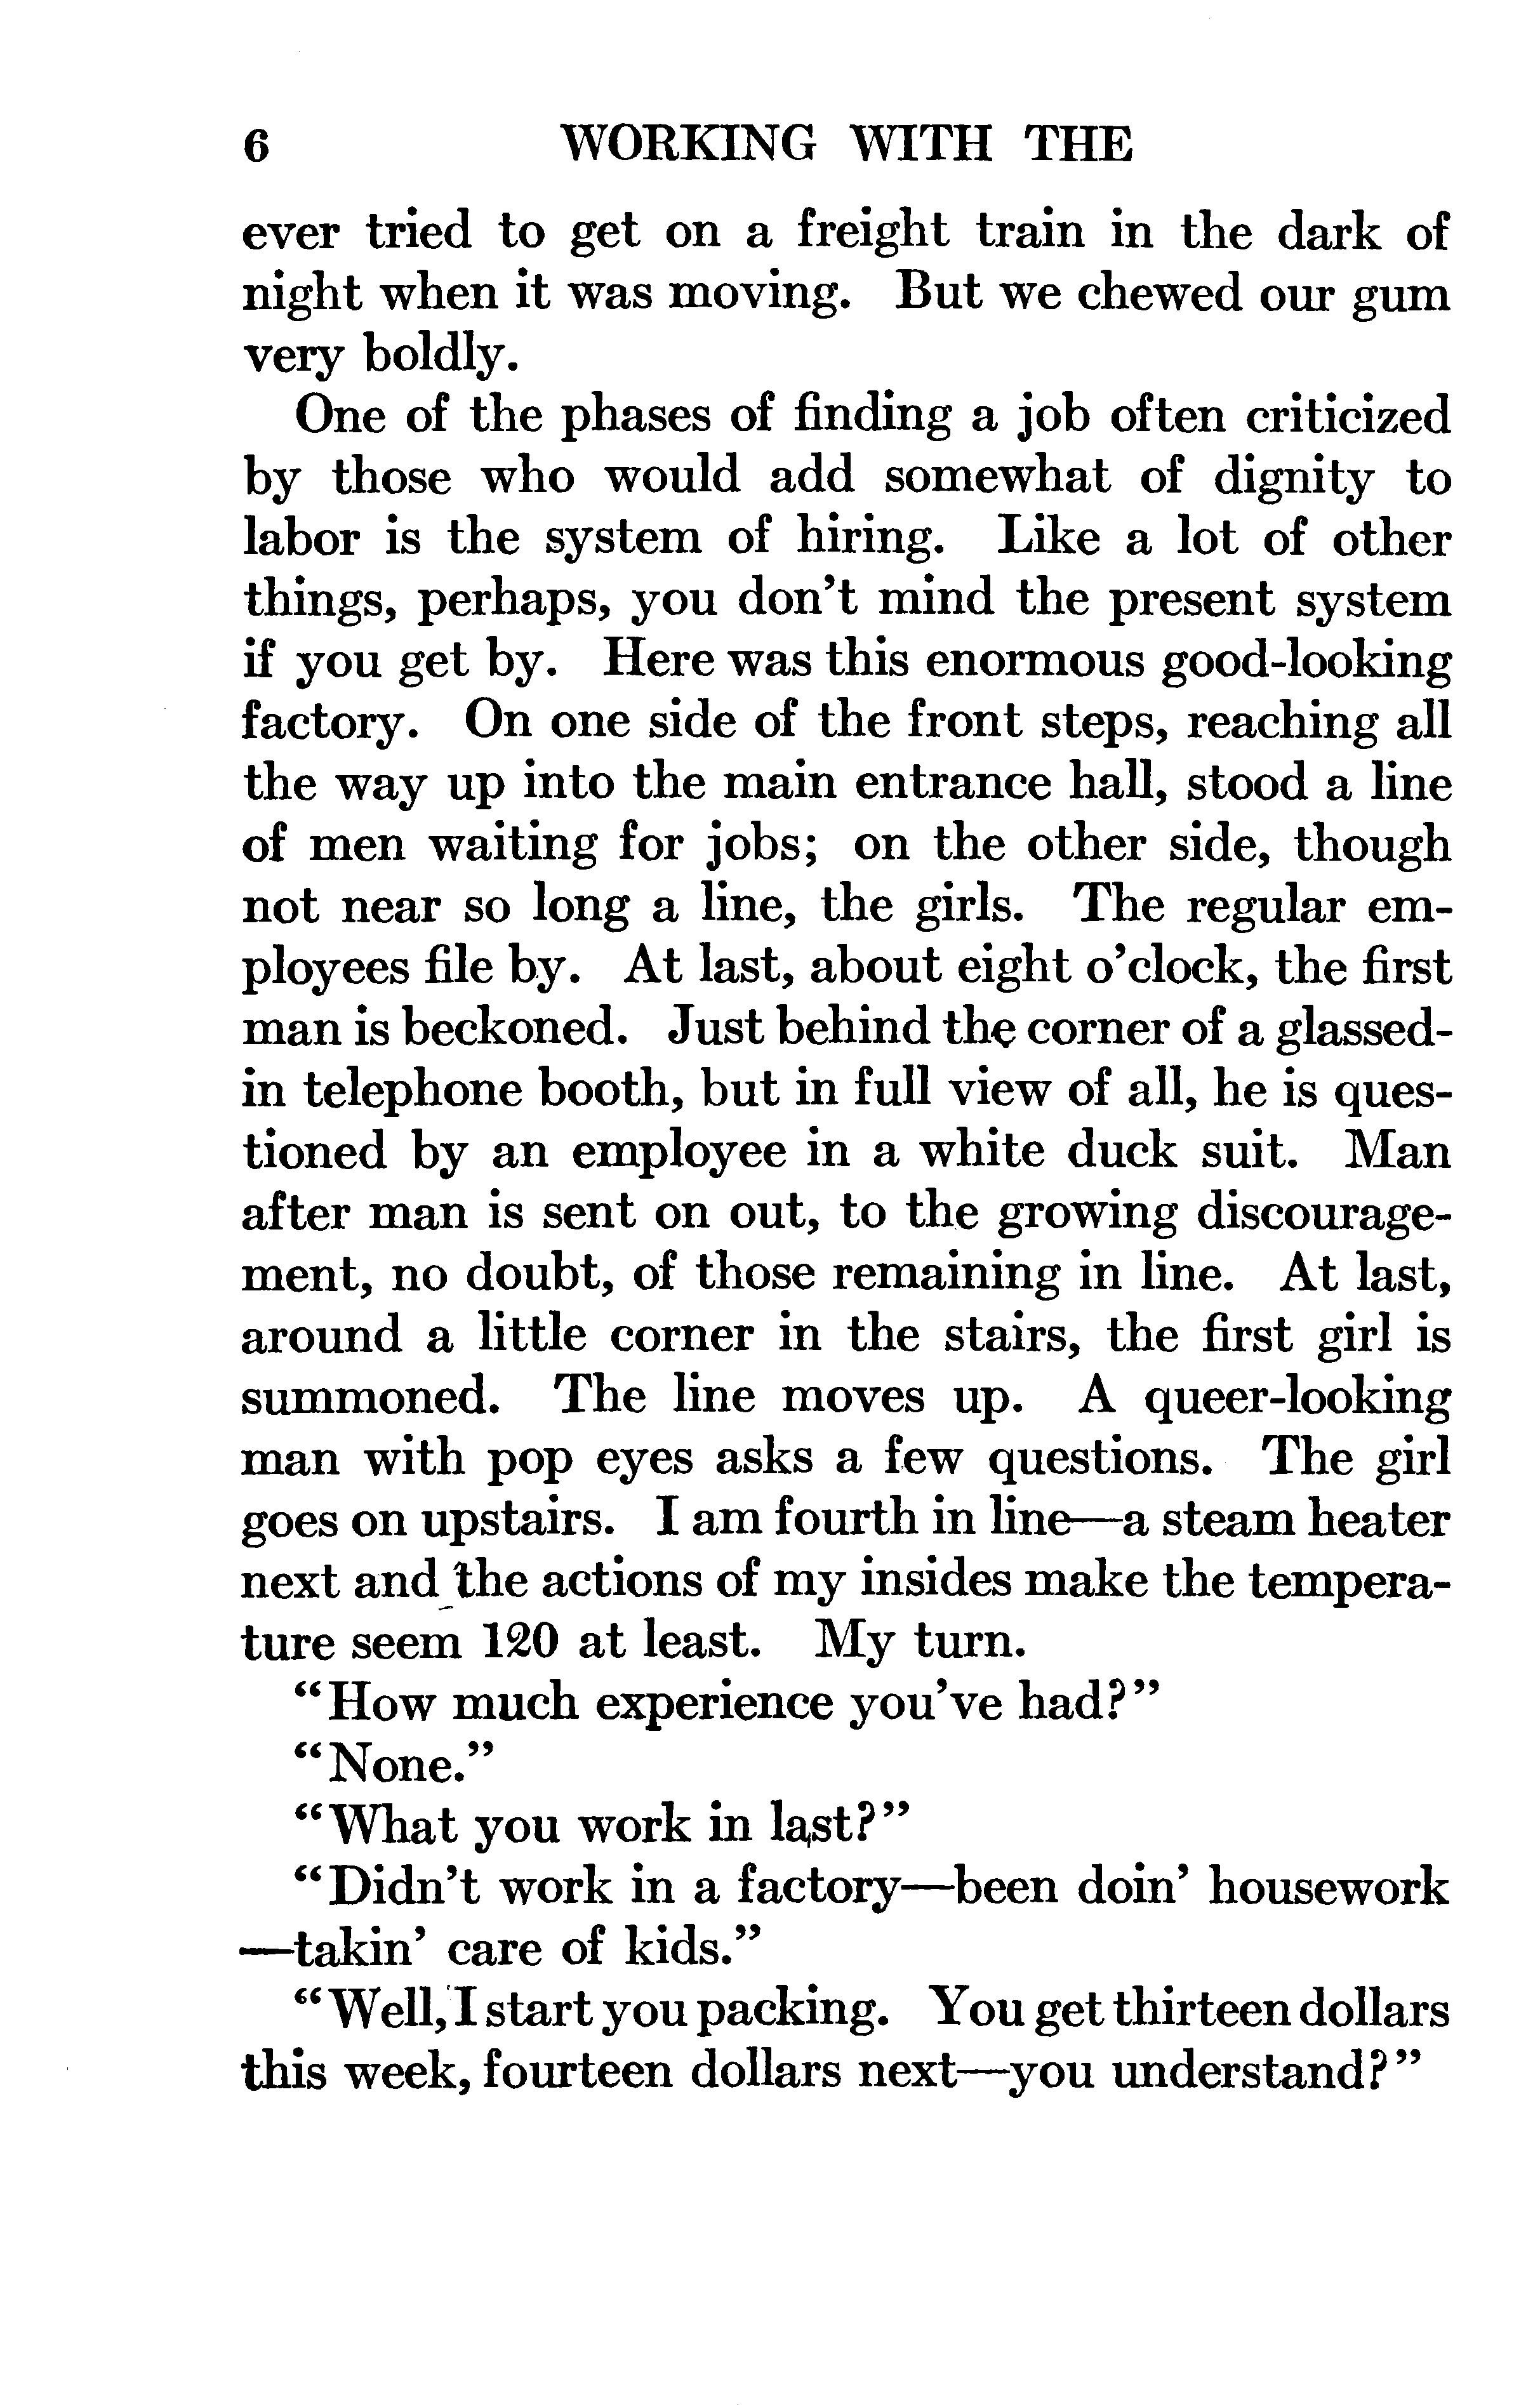 6 WORKING WITH THE
ever tried to get on a freight train in the dark of
night when it was moving. But we chewed our gum
very boldly.
One of the phases of finding a job often criticized
by those who would add somewhat of dignity to
labor is the system of hiring. Like a lot of other
things, perhaps, you don't mind the present system
if you get by. Here was this enormous good-looking
factory. On one side of the front steps, reaching all
the way up into the main entrance hall, stood a line
of men waiting for jobs; on the other side, though
not near so long a line, the girls. The regular em-
ployees file by. At last, about eight o'clock, the first
man is beckoned. Just behind the corner of a glassed-
in telephone booth, but in full view of all, he is ques-
tioned by an employee in a white duck suit. Man
after man is sent on out, to the growing discourage-
ment, no doubt, of those remaining in line. At last,
around a little corner in the stairs, the first girl is
summoned. The line moves up. A queer-looking
man with pop eyes asks a few questions. The girl
goes on upstairs. I am fourth in line—a steam heater
next and the actions of my insides make the tempera-
ture seem 120 at least. My turn.
"How much experience you've had?"
"None."
"What you work in last?"
"Didn't work in a factory—been doin' housework
—takin' care of kids."
"Well, I start you packing. You get thirteen dollars
this week, fourteen dollars next—you understand?"